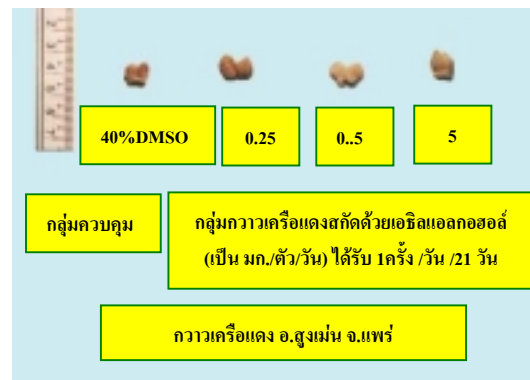 40%DMSO
0.25
0..5
5
กลุ่มควบคุม
กลุ่มกวาวเครือแดงสกัดด้วยเอธิลแอลกอฮอล์
(เป็น มก./ตัว/วัน) ได้รับ 1ครั้ง /วัน /21 วัน
กวาวเครือแดง อ.สูงเม่น จ.แพร่